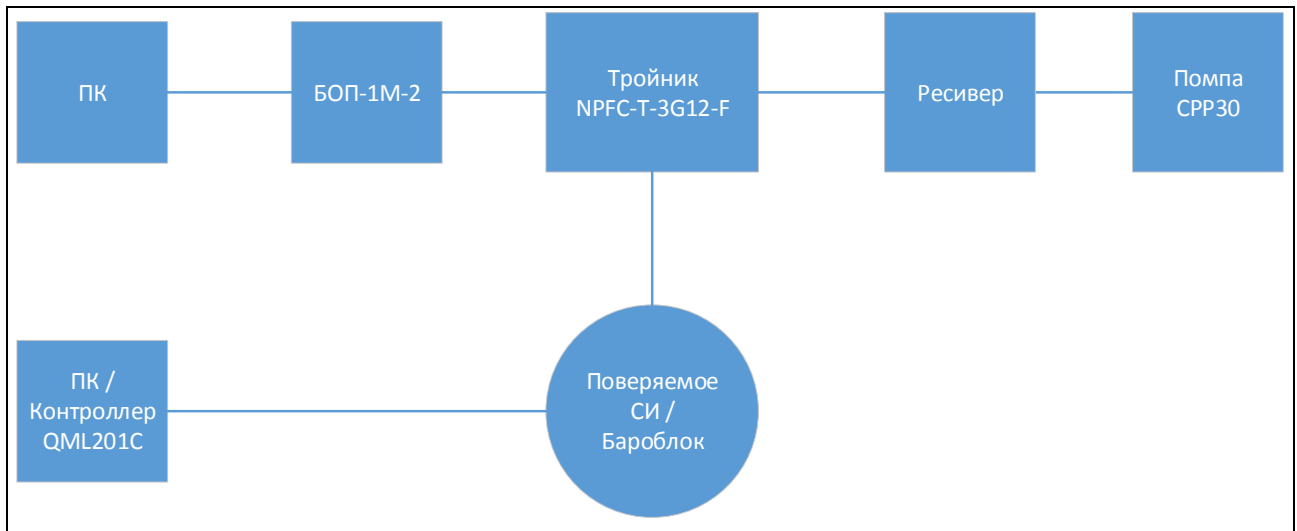 ПК
БОП-1М-2
Тройник
NPFC-T-3G12-F
Ресивер
Помпа
CPP30
ПК /
Контроллер
QML201C
Поверяемое
СИ /
Бароблок